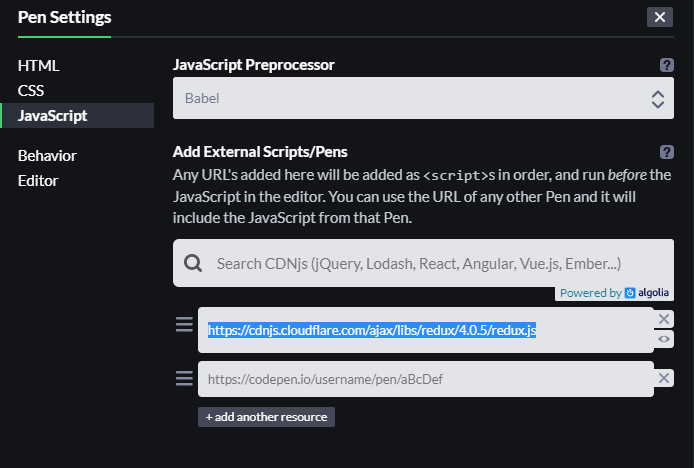 Pen Settings
HTML
CSS
JavaScript
Behavior
Editor
JavaScript Preprocessor
?
Babel
Add External Scripts/Pens
?
Any URL's added here will be added as <script>s in order, and run before the
JavaScript in the editor. You can use the URL of any other Pen and it will
include the JavaScript from that Pen.
Search CDNjs (jQuery, Lodash, React, Angular, Vue.js, Ember...)
Powered by algolia
https://cdnjs.cloudflare.com/ajax/libs/redux/4.0.5/redux.js
https://codepen.io/username/pen/aBcDef
+ add another resource